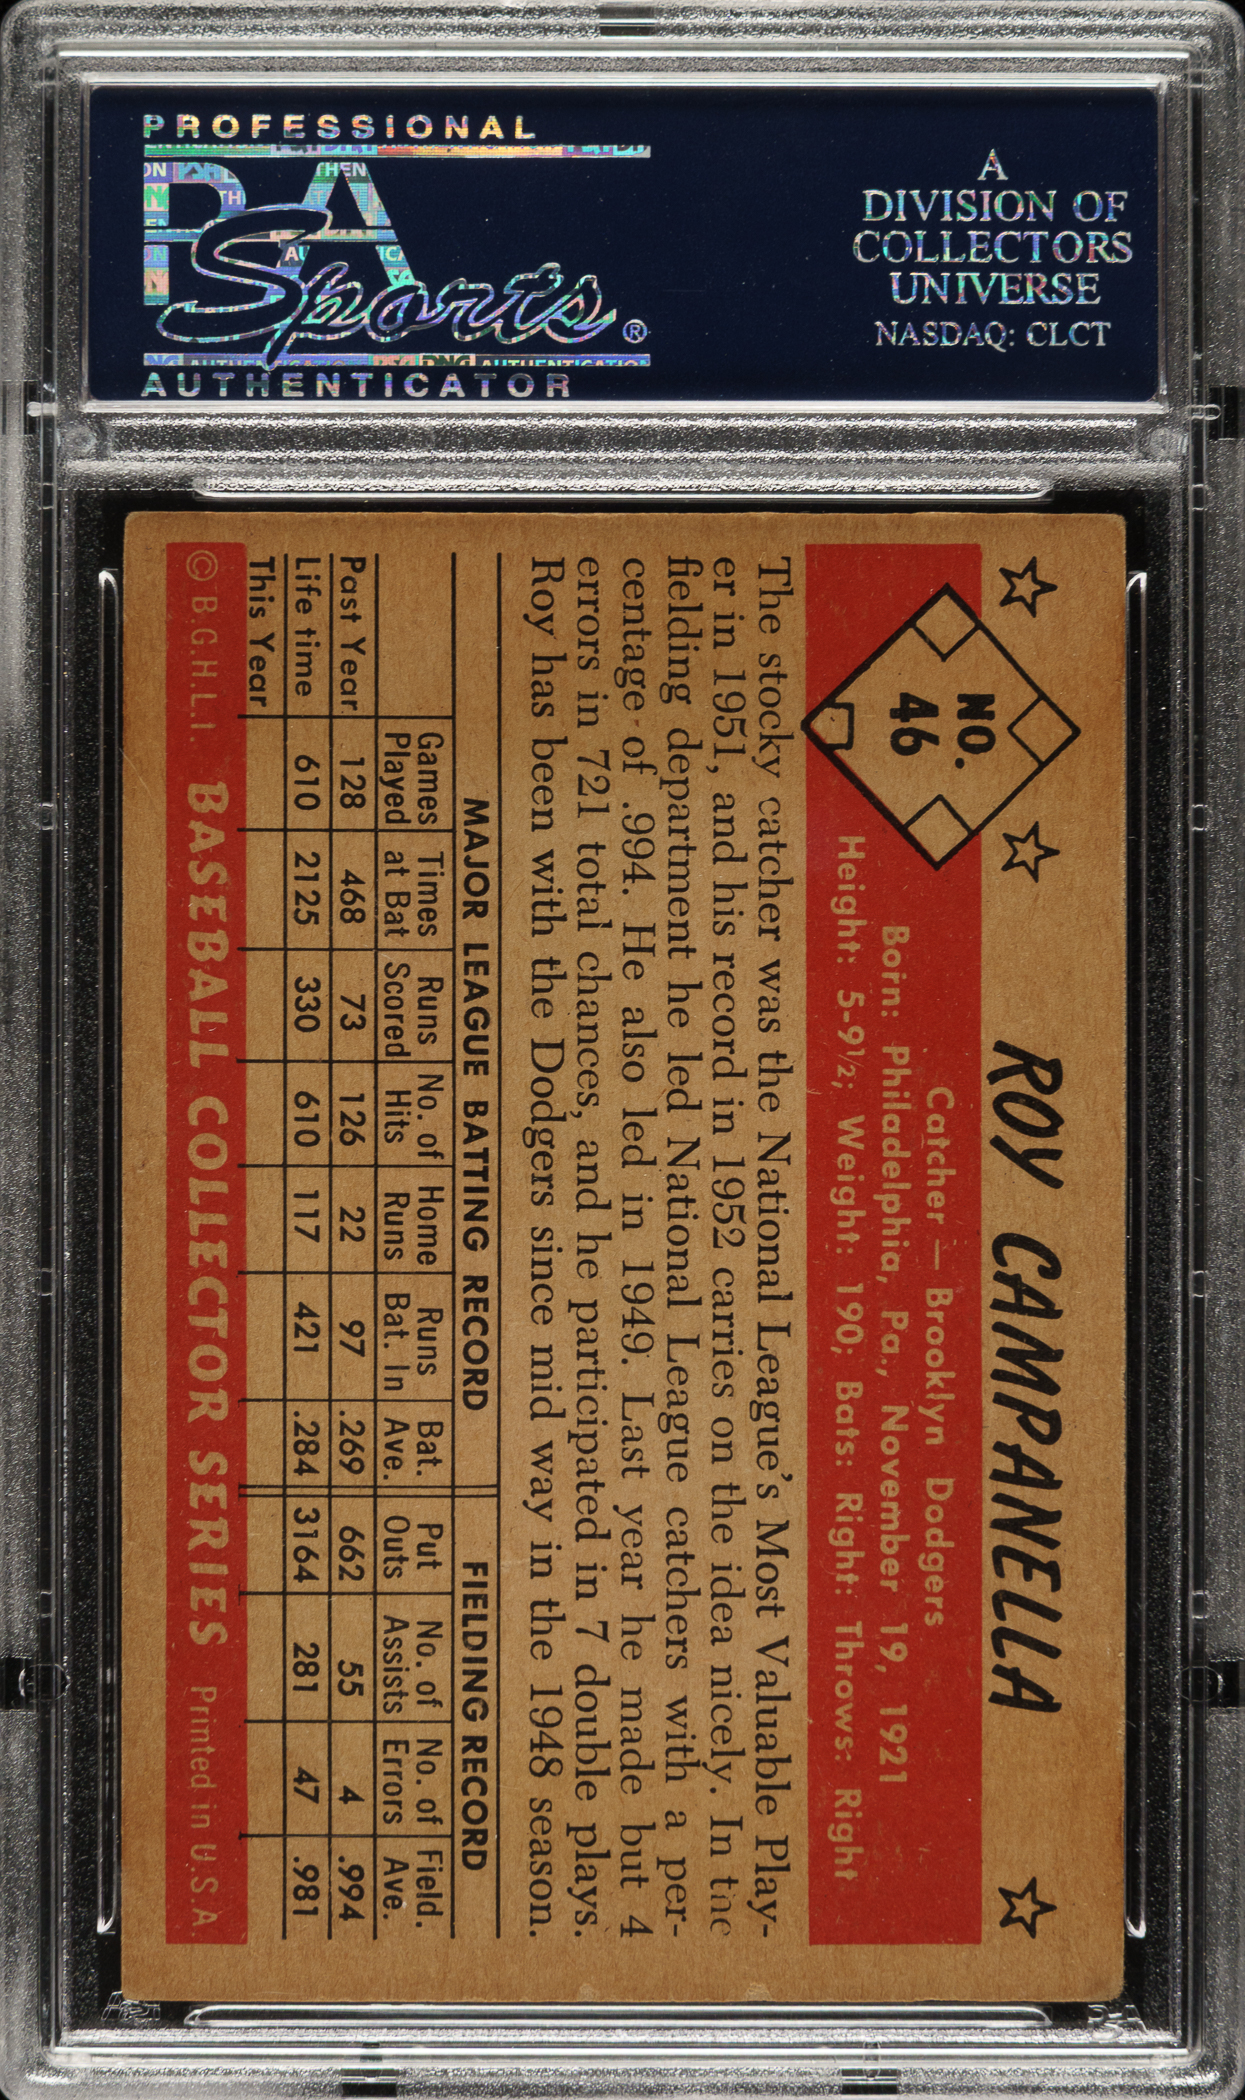 PROFESSIONAL
PSA
Sports®
AUTHENTICATOR
A
DIVISION OF
COLLECTORS
UNIVERSE
NASDAQ: CLCT
ROY CAMPANELLA
NO.
46
Catcher — Brooklyn Dodgers
Born: Philadelphia, Pa., November 19, 1921
Height: 5-9½; Weight: 190; Bats: Right: Throws: Right
The stocky catcher was the National League's Most Valuable Play-
er in 1951, and his record in 1952 carries on the idea nicely. In the
fielding department he led National League catchers with a per-
centage of .994. He also led in 1949. Last year he made but 4
errors in 721 total chances, and he participated in 7 double plays.
Roy has been with the Dodgers since mid way in the 1948 season.
MAJOR LEAGUE BATTING RECORD FIELDING RECORD
Games Times Runs No. of Home Runs Bat. Put No. of No. of Field.
Played at Bat Scored Hits Runs Bat. In Ave. Outs Assists Errors Ave.
Past Year 128 468 73 126 22 97 .269 662 55 4 .994
Life time 610 2125 330 610 117 421 .284 3164 281 47 .981
This Year
© B.G.H.L.I. BASEBALL COLLECTOR SERIES Printed in U.S.A.